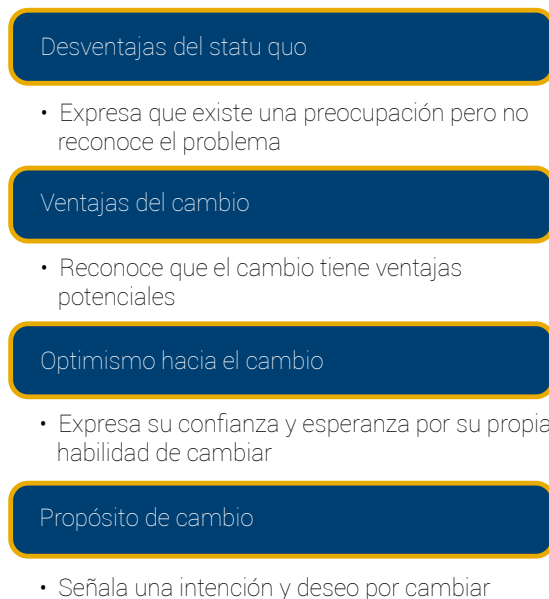 Desventajas del statu quo
• Expresa que existe una preocupación pero no
reconoce el problema
Ventajas del cambio
• Reconoce que el cambio tiene ventajas
potenciales
Optimismo hacia el cambio
• Expresa su confianza y esperanza por su propia
habilidad de cambiar
Propósito de cambio
• Señala una intención y deseo por cambiar